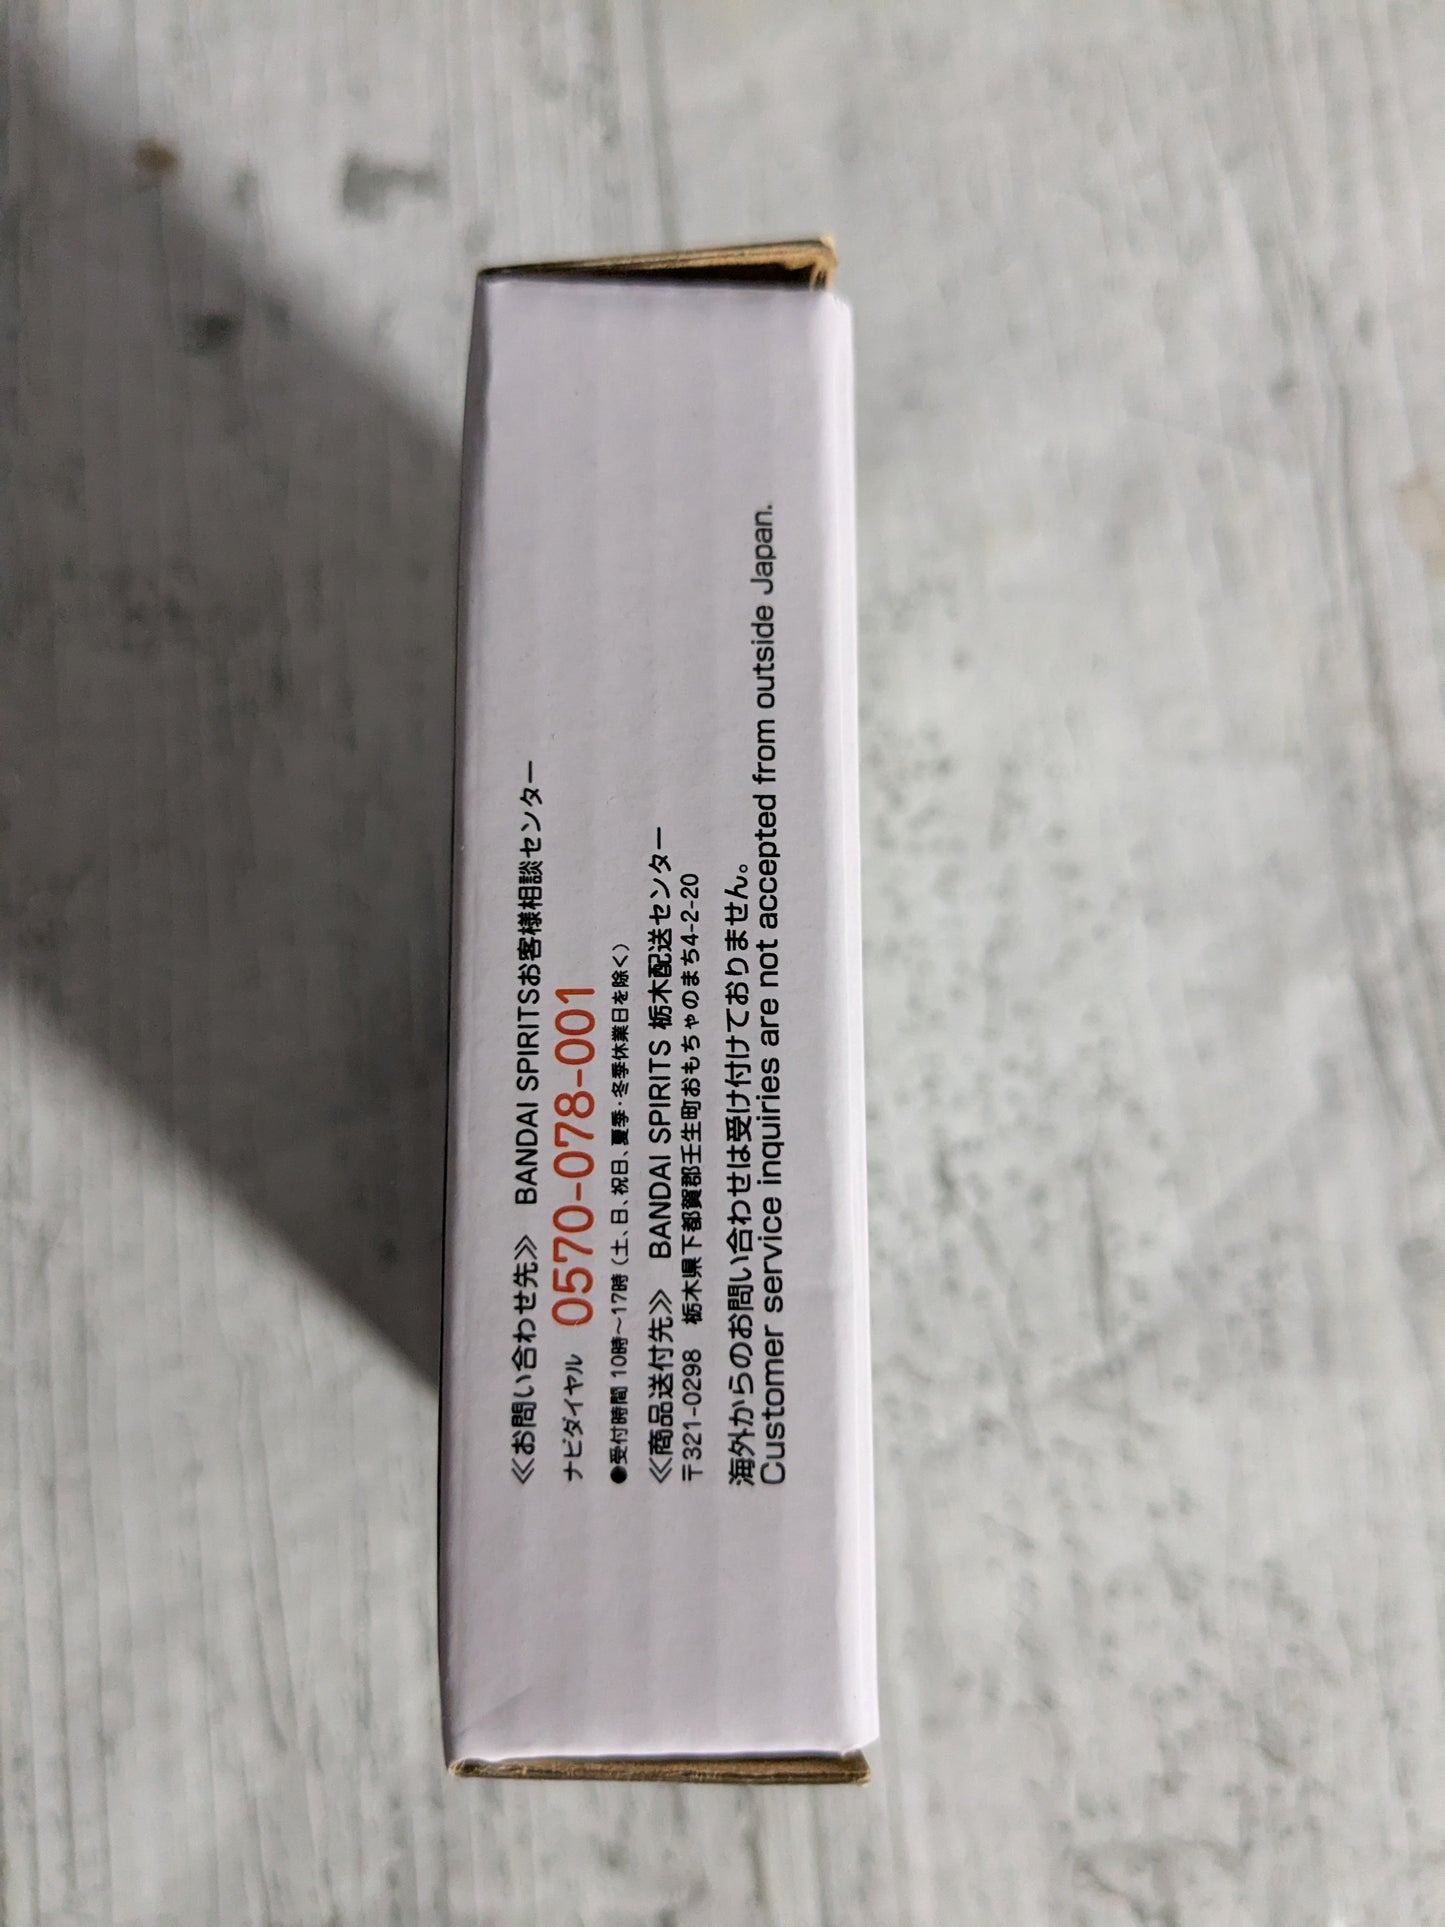 ≪お問い合わせ先≫ BANDAI SPIRITSお客様相談センター
ナビダイヤル 0570-078-001
●受付時間 10時～17時（土、日、祝日、夏季・冬季休業日を除く）
≪商品送付先≫ BANDAI SPIRITS 栃木配送センター
〒321-0298 栃木県下都賀郡壬生町おもちゃのまち4-2-20
海外からのお問い合わせは受け付けておりません。
Customer service inquiries are not accepted from outside Japan.